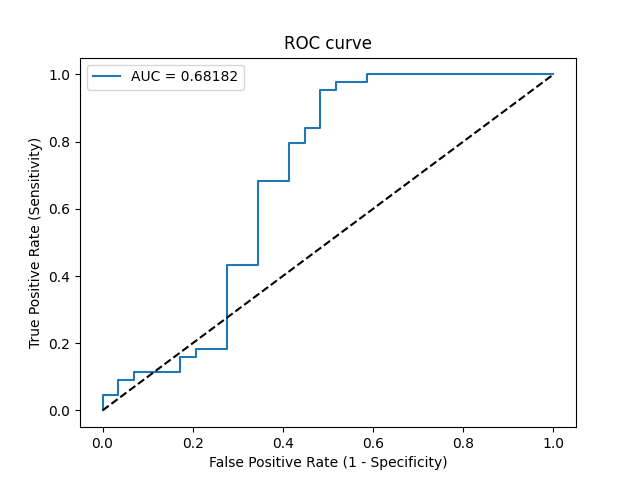 ROC curve
AUC = 0.68182
True Positive Rate (Sensitivity)
1.0
0.8
0.6
0.4
0.2
0.0
0.0 0.2 0.4 0.6 0.8 1.0
False Positive Rate (1 - Specificity)